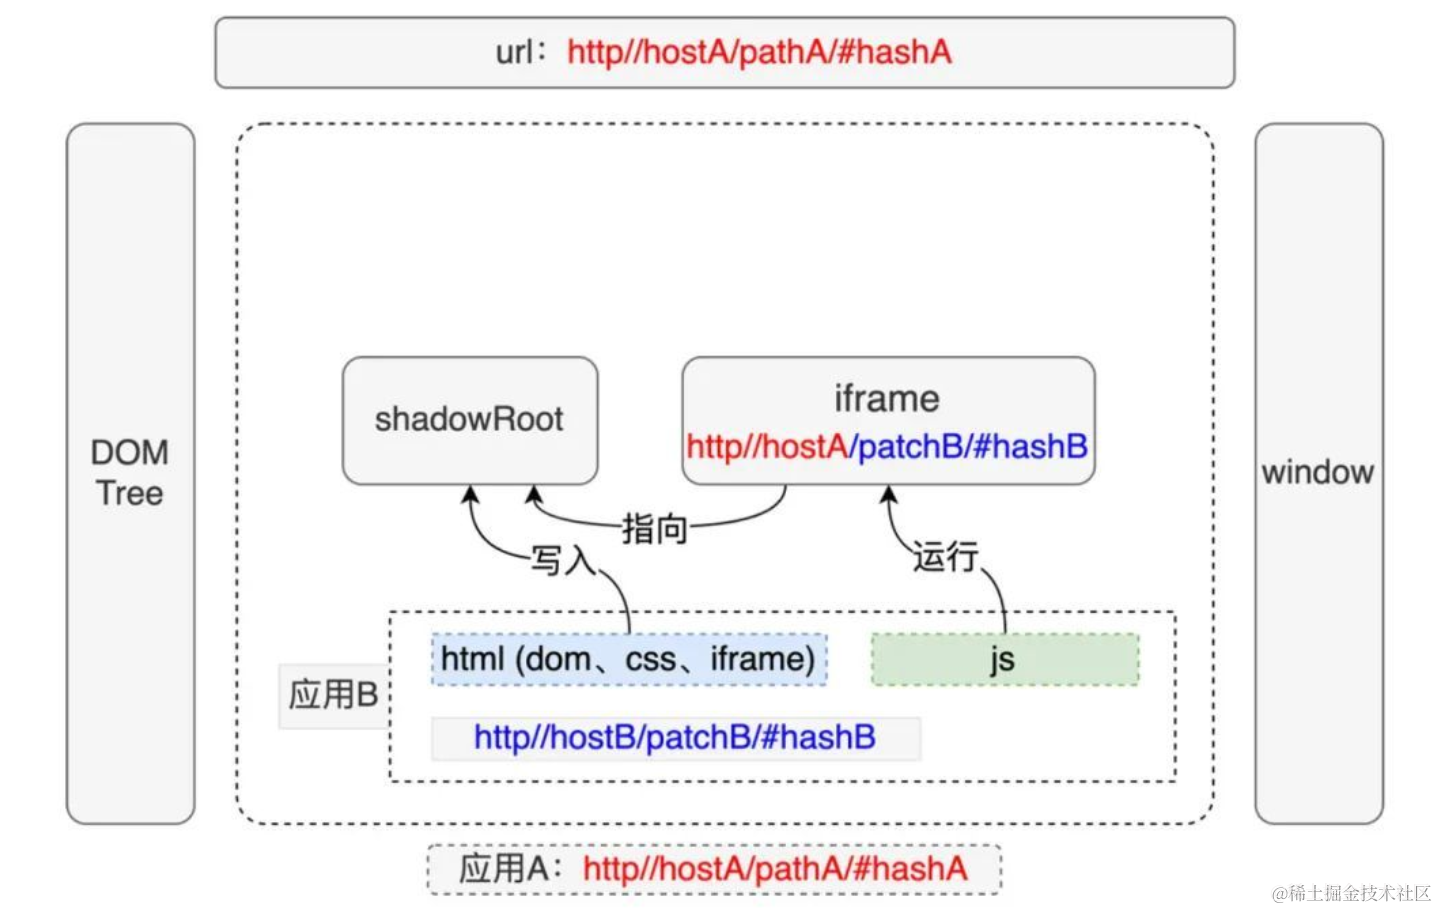 url：http//hostA/pathA/#hashA
DOM
Tree
shadowRoot
iframe
http//hostA/patchB/#hashB
window
指向
写入
运行
html (dom、css、iframe)
js
应用B
http//hostB/patchB/#hashB
应用A：http//hostA/pathA/#hashA
@稀土掘金技术社区